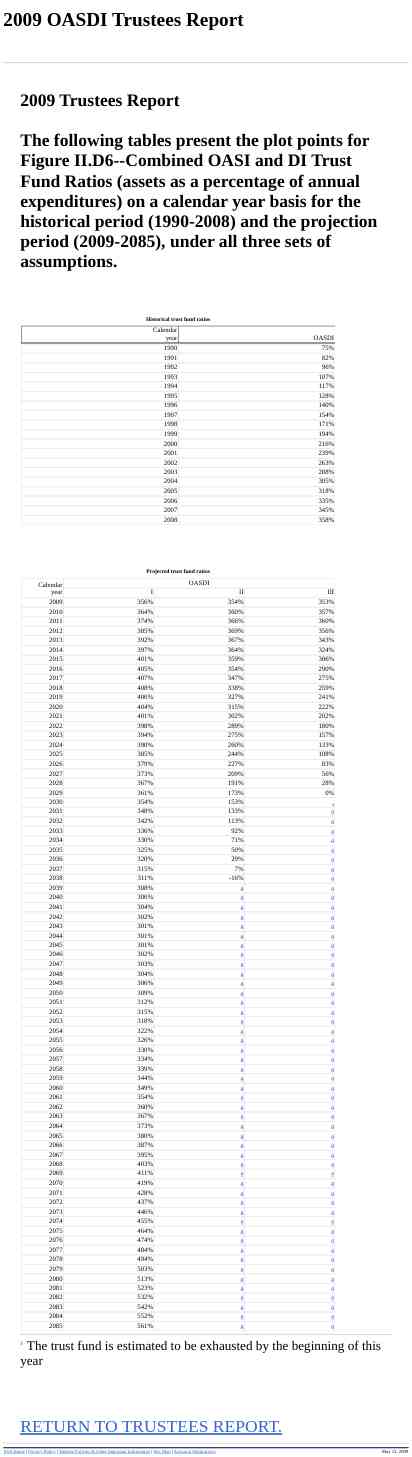 2009 OASDI Trustees Report
2009 Trustees Report
The following tables present the plot points for
Figure II.D6--Combined OASI and DI Trust
Fund Ratios (assets as a percentage of annual
expenditures) on a calendar year basis for the
historical period (1990-2008) and the projection
period (2009-2085), under all three sets of
assumptions.
Historical trust fund ratios
Calendar
year OASDI
1990 75%
1991 82%
1992 96%
1993 107%
1994 117%
1995 128%
1996 140%
1997 154%
1998 171%
1999 194%
2000 216%
2001 239%
2002 263%
2003 288%
2004 305%
2005 318%
2006 335%
2007 345%
2008 358%
Projected trust fund ratios
Calendar
year OASDI
I II III
2009 356% 354% 353%
2010 364% 360% 357%
2011 374% 366% 360%
2012 385% 369% 356%
2013 392% 367% 343%
2014 397% 364% 324%
2015 401% 359% 306%
2016 405% 354% 290%
2017 407% 347% 275%
2018 408% 338% 259%
2019 406% 327% 241%
2020 404% 315% 222%
2021 401% 302% 202%
2022 398% 289% 180%
2023 394% 275% 157%
2024 390% 260% 133%
2025 385% 244% 108%
2026 379% 227% 83%
2027 373% 209% 56%
2028 367% 191% 28%
2029 361% 173% 0%
2030 354% 153%
2031 348% 133% a
2032 342% 113% a
2033 336% 92% a
2034 330% 71% a
2035 325% 50% a
2036 320% 29% a
2037 315% 7% a
2038 311% -16% a
2039 308% a a
2040 306% a a
2041 304% a a
2042 302% a a
2043 301% a a
2044 301% a a
2045 301% a a
2046 302% a a
2047 303% a a
2048 304% a a
2049 306% a a
2050 309% a a
2051 312% a a
2052 315% a a
2053 318% a a
2054 322% a a
2055 326% a a
2056 330% a a
2057 334% a a
2058 339% a a
2059 344% a a
2060 349% a a
2061 354% a a
2062 360% a a
2063 367% a a
2064 373% a a
2065 380% a a
2066 387% a a
2067 395% a a
2068 403% a a
2069 411% a a
2070 419% a a
2071 428% a a
2072 437% a a
2073 446% a a
2074 455% a a
2075 464% a a
2076 474% a a
2077 484% a a
2078 494% a a
2079 503% a a
2080 513% a a
2081 523% a a
2082 532% a a
2083 542% a a
2084 552% a a
2085 561% a a
The trust fund is estimated to be exhausted by the beginning of this
year
RETURN TO TRUSTEES REPORT.
May 12, 2009